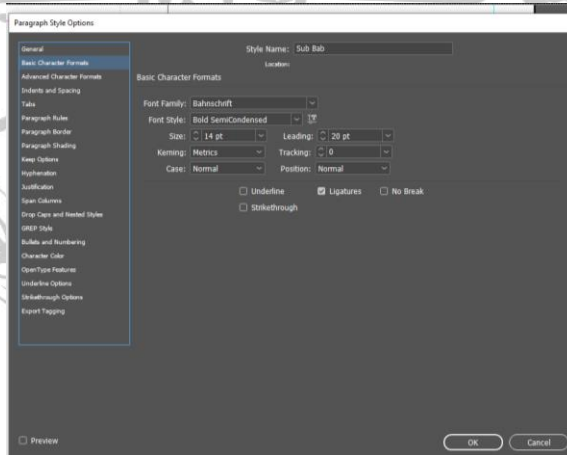 Paragraph Style Options
General
Basic Character Formats
Advanced Character Formats
Indents and Spacing
Tabs
Paragraph Rules
Paragraph Border
Paragraph Shading
Keep Options
Hyphenation
Justification
Span Columns
Drop Caps and Nested Styles
GREP Style
Bullets and Numbering
Character Color
OpenType Features
Underline Options
Strikethrough Options
Export Tagging
Style Name: Sub Bab
Location:
Basic Character Formats
Font Family: Bahnschrift
Font Style: Bold SemiCondensed
Size: 14 pt Leading: 20 pt
Kerning: Metrics Tracking: 0
Case: Normal Position: Normal
Underline Ligatures No Break
Strikethrough
Preview
OK Cancel